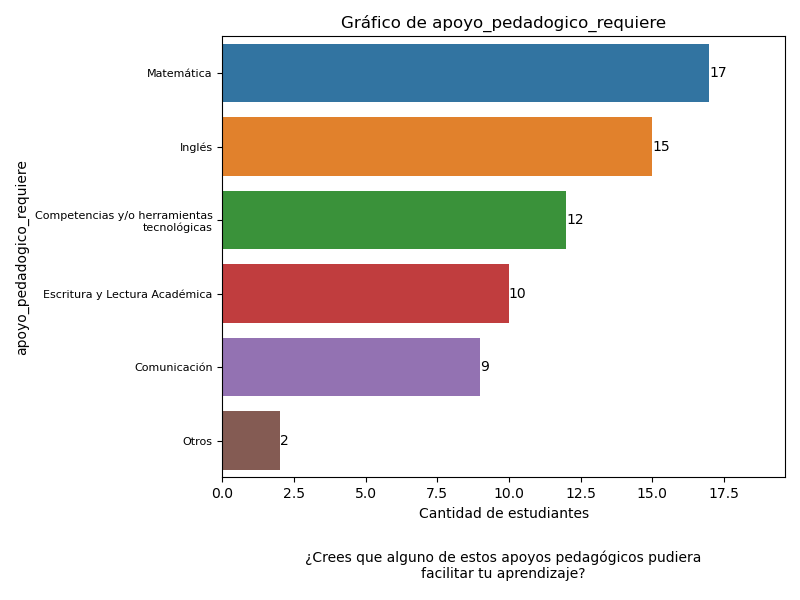 Gráfico de apoyo_pedadogico_requiere
apoyo_pedadogico_requiere
Matemática
17
Inglés
15
Competencias y/o herramientas
tecnológicas
12
Escritura y Lectura Académica
10
Comunicación
9
Otros
2
0.0 2.5 5.0 7.5 10.0 12.5 15.0 17.5
Cantidad de estudiantes
¿Crees que alguno de estos apoyos pedagógicos pudiera
facilitar tu aprendizaje?